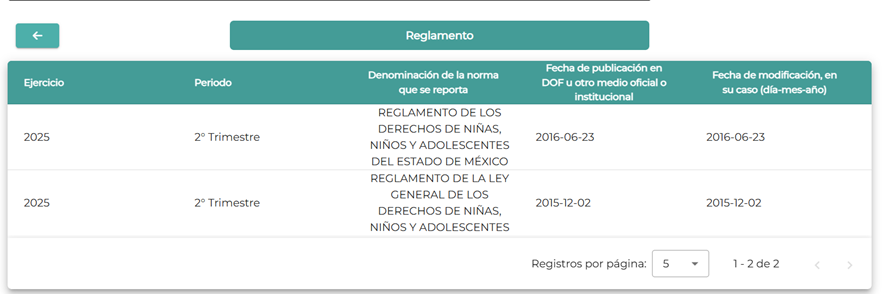 Reglamento
Ejercicio
Periodo
Denominación de la norma
que se reporta
Fecha de publicación en
DOF u otro medio oficial o
institucional
Fecha de modificación, en
su caso (día-mes-año)
2025
2° Trimestre
REGLAMENTO DE LOS
DERECHOS DE NIÑAS,
NIÑOS Y ADOLESCENTES
DEL ESTADO DE MÉXICO
2016-06-23
2016-06-23
2025
2° Trimestre
REGLAMENTO DE LA LEY
GENERAL DE LOS
DERECHOS DE NIÑAS,
NIÑOS Y ADOLESCENTES
2015-12-02
2015-12-02
Registros por página: 5 1 - 2 de 2